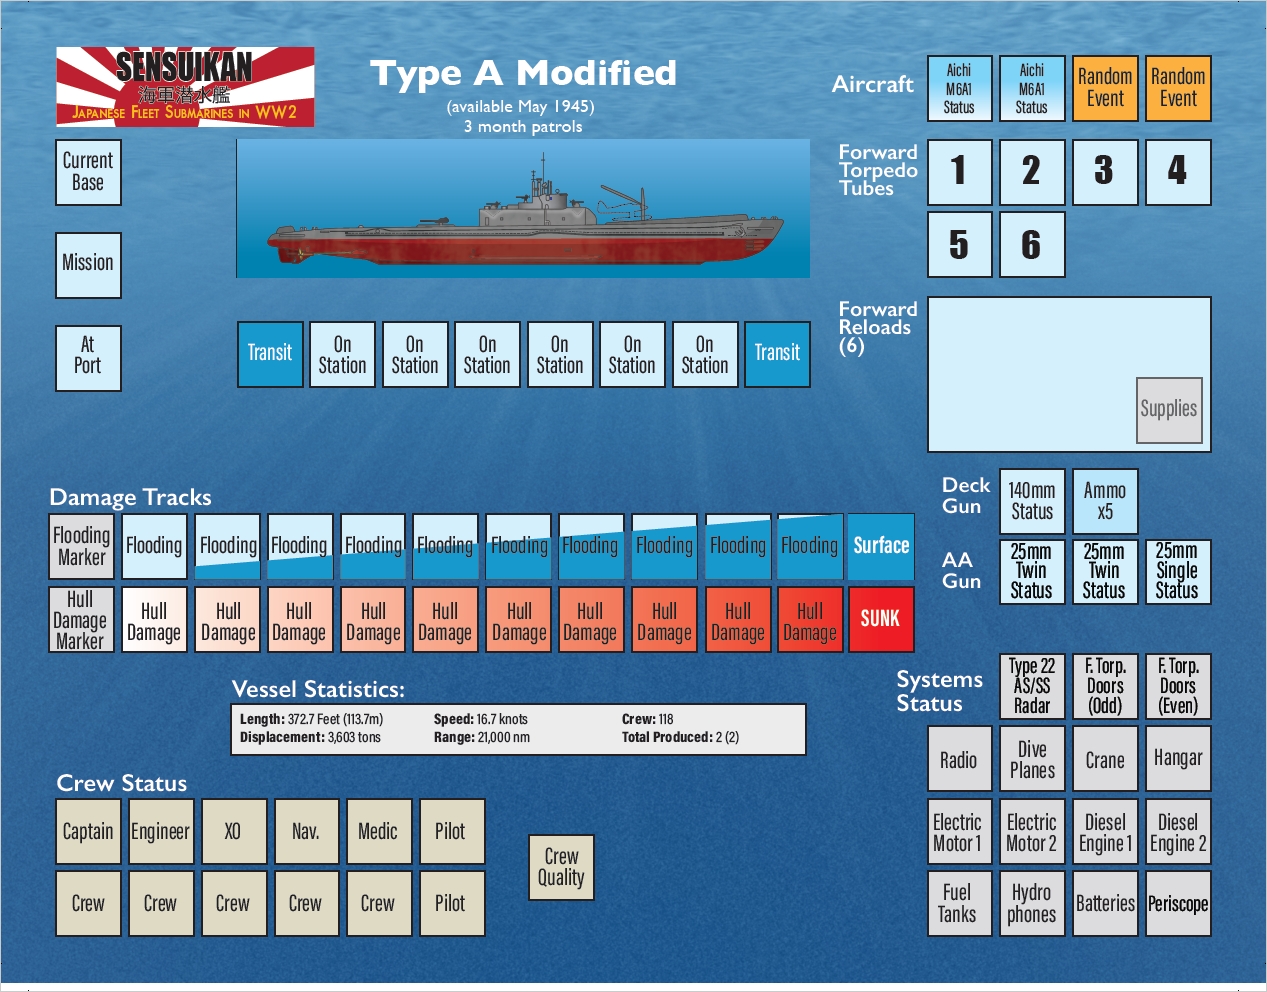 SENSUIKAN
海軍潜水艦
JAPANESE FLEET SUBMARINES IN WW2
Type A Modified
(available May 1945)
3 month patrols
Aircraft
Aichi
M6A1
Status
Aichi
M6A1
Status
Random
Event
Random
Event
Current
Base
Mission
At
Port
Forward
Torpedo
Tubes
1
2
3
4
5
6
Transit
On
Station
On
Station
On
Station
On
Station
On
Station
On
Station
Transit
Forward
Reloads
(6)
Supplies
Deck
Gun
140mm
Status
Ammo
x5
AA
Gun
25mm
Twin
Status
25mm
Twin
Status
25mm
Single
Status
Damage Tracks
Flooding
Marker
Flooding
Flooding
Flooding
Flooding
Flooding
Flooding
Flooding
Flooding
Flooding
Flooding
Surface
Hull
Damage
Marker
Hull
Damage
Hull
Damage
Hull
Damage
Hull
Damage
Hull
Damage
Hull
Damage
Hull
Damage
Hull
Damage
Hull
Damage
Hull
Damage
SUNK
Vessel Statistics:
Length: 372.7 Feet (113.7m) Speed: 16.7 knots Crew: 118
Displacement: 3,603 tons Range: 21,000 nm Total Produced: 2 (2)
Systems
Status
Type 22
AS/SS
Radar
F. Torp.
Doors
(Odd)
F. Torp.
Doors
(Even)
Radio
Dive
Planes
Crane
Hangar
Electric
Motor 1
Electric
Motor 2
Diesel
Engine 1
Diesel
Engine 2
Fuel
Tanks
Hydro
phones
Batteries
Periscope
Crew Status
Captain
Engineer
XO
Nav.
Medic
Pilot
Crew
Crew
Crew
Crew
Crew
Pilot
Crew
Quality